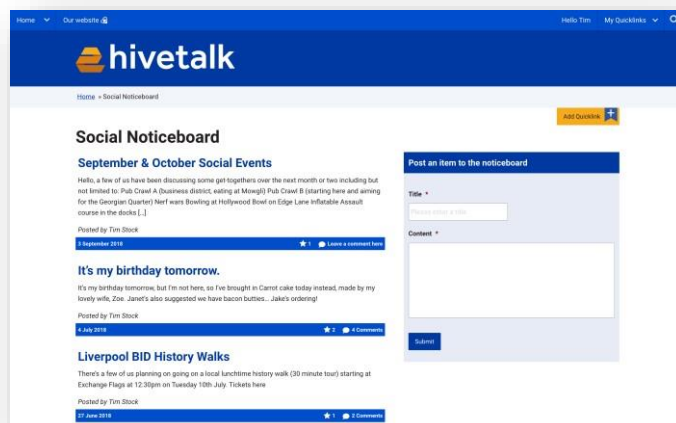 Home Our website Hello Tim My Quicklinks
hivetalk
Home » Social Noticeboard
Add Quicklink
Social Noticeboard
September & October Social Events
Hello, a few of us have been discussing some get-togethers over the next month or two including but
not limited to: Pub Crawl A (business district, eating at Mowgli) Pub Crawl B (starting here and aiming
for the Georgian Quarter) Nerf wars Bowling at Hollywood Bowl on Edge Lane Inflatable Assault
course in the docks [..]
Posted by Tim Stock
3 September 2018 1 Leave a comment here
It's my birthday tomorrow.
It's my birthday tomorrow, but I'm not here, so I've brought in Carrot cake today instead, made by my
lovely wife, Zoe. Janet's also suggested we have bacon butties... Jake's ordering!
Posted by Tim Stock
4 July 2018 2 4 Comments
Liverpool BID History Walks
There's a few of us planning on going on a local lunchtime history walk (30 minute tour) starting at
Exchange Flags at 12:30pm on Tuesday 10th July. Tickets here
Posted by Tim Stock
27 June 2018 1 2 Comments
Post an item to the noticeboard
Title *
Please enter a title
Content *
Submit